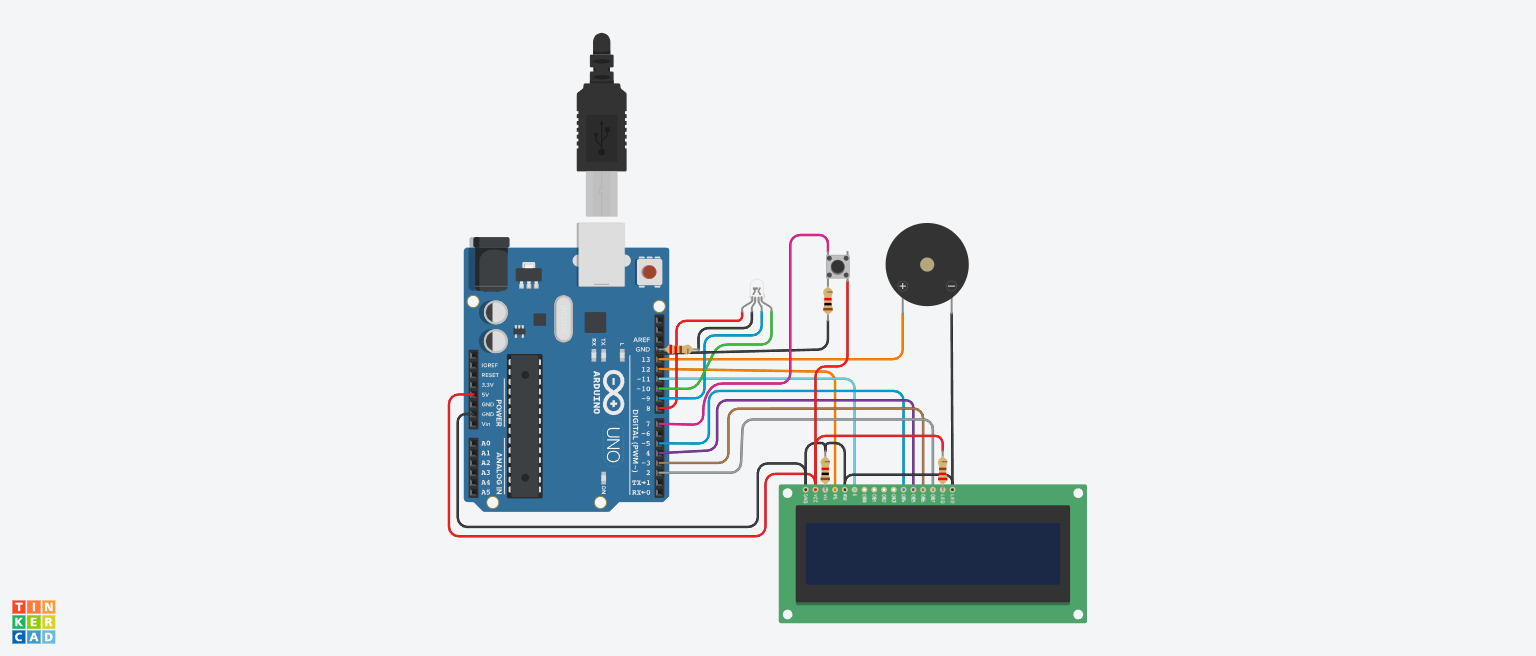 AREF
GND
13
12
~11
~10
~9
8
7
~6
~5
4
~3
2
TX→1
RX←0
IOREF
RESET
3.3V
5V
GND
GND
Vin
A0
A1
A2
A3
A4
A5
POWER
ANALOG IN
RX
TX
L
ARDUINO
UNO
DIGITAL (PWM~)
ON
TIN
KER
CAD